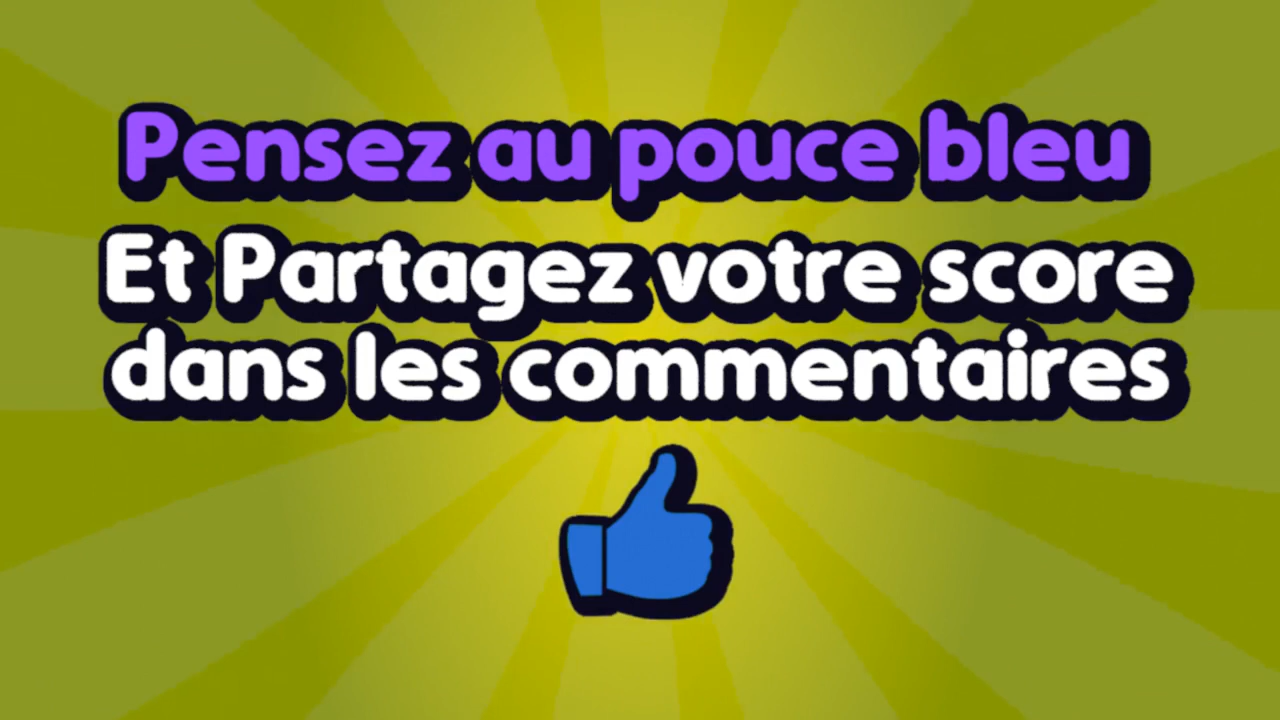 Pensez au pouce bleu
Et Partagez votre score
dans les commentaires